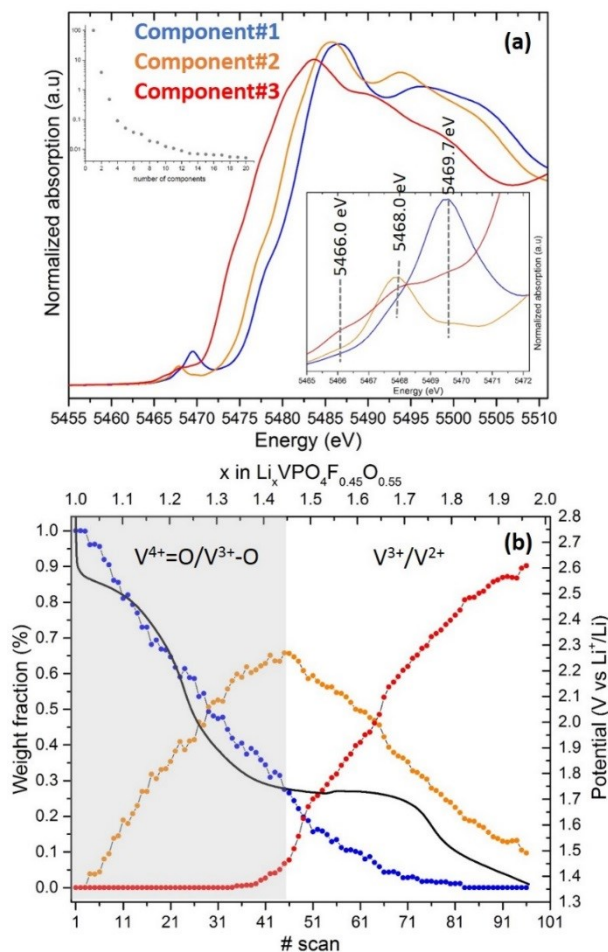 (a)
Component#1
Component#2
Component#3
100
10
1
0.1
0.01
0 2 4 6 8 10 12 14 16 18 20
number of components
Normalized absorption (a.u)
5466.0 eV
5468.0 eV
5469.7 eV
Normalized absorption (a.u)
5465 5466 5467 5468 5469 5470 5471 5472
Energy (eV)
5455 5460 5465 5470 5475 5480 5485 5490 5495 5500 5505 5510
Energy (eV)
x in LiₓVPO₄F₀.₄₅O₀.₅₅
1.0 1.1 1.2 1.3 1.4 1.5 1.6 1.7 1.8 1.9 2.0
(b)
V⁴⁺=O/V³⁺-O
V³⁺/V²⁺
1.0
0.9
0.8
0.7
0.6
0.5
0.4
0.3
0.2
0.1
0.0
Weight fraction (%)
2.8
2.7
2.6
2.5
2.4
2.3
2.2
2.1
2.0
1.9
1.8
1.7
1.6
1.5
1.4
1.35
Potential (V vs Li⁺/Li)
1 11 21 31 41 51 61 71 81 91 101
# scan